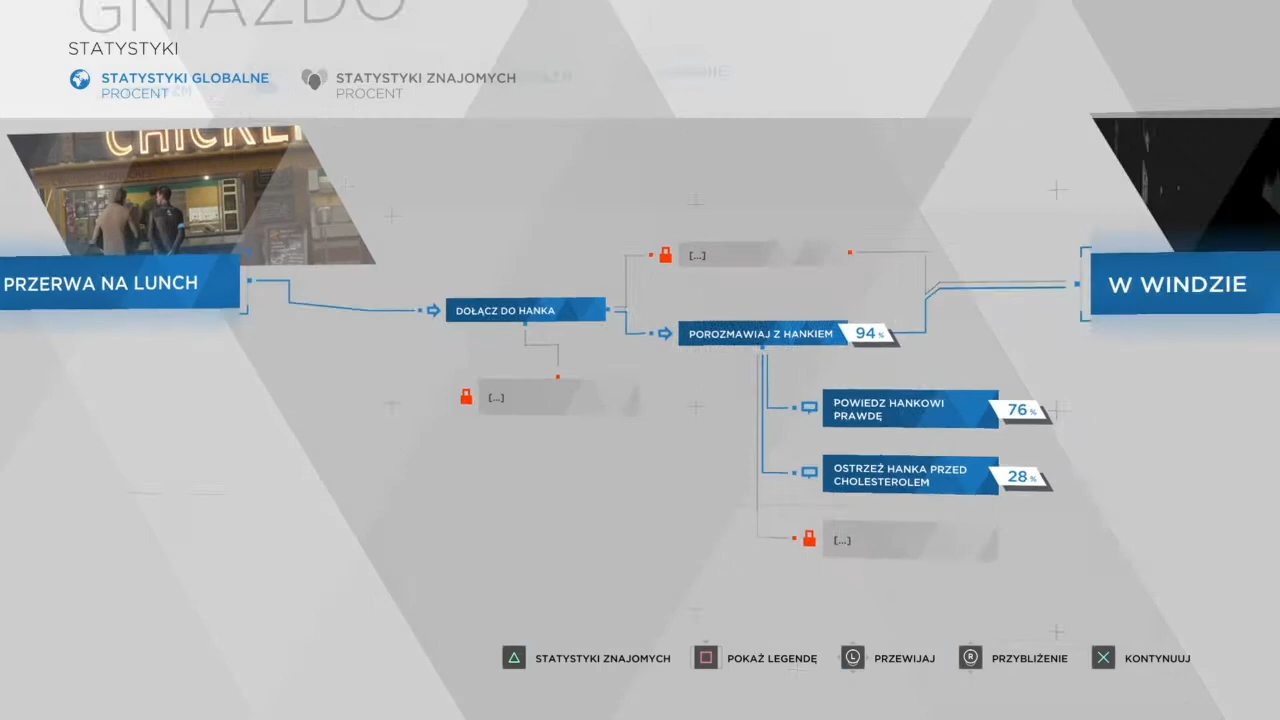 GNIAZDO
STATYSTYKI
STATYSTYKI GLOBALNE
PROCENT
STATYSTYKI ZNAJOMYCH
PROCENT
CHICKE
PRZERWA NA LUNCH
DOŁĄCZ DO HANKA
[...]
[...]
POROZMAWIAJ Z HANKIEM
94%
POWIEDZ HANKOWI
PRAWDĘ
76%
OSTRZEŻ HANKA PRZED
CHOLESTEROLEM
28%
[...]
W WINDZIE
STATYSTYKI ZNAJOMYCH
POKAŻ LEGENDĘ
L
PRZEWIJAJ
R
PRZYBLIŻENIE
KONTYNUUJ